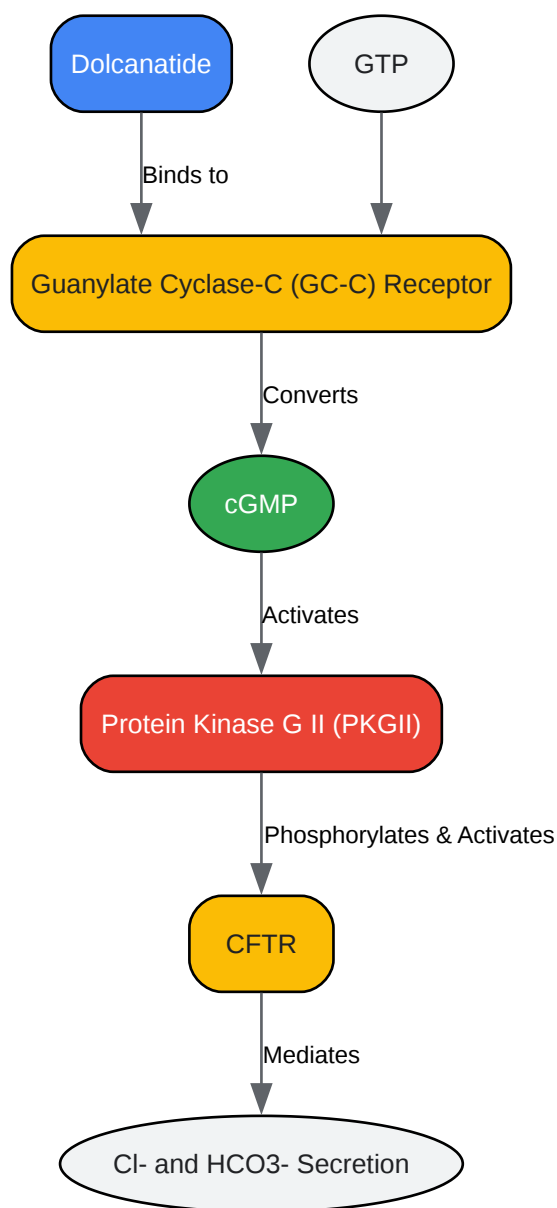 Dolcanatide
GTP
Binds to
Guanylate Cyclase-C (GC-C) Receptor
Converts
cGMP
Activates
Protein Kinase G II (PKGII)
Phosphorylates & Activates
CFTR
Mediates
Cl- and HCO3- Secretion